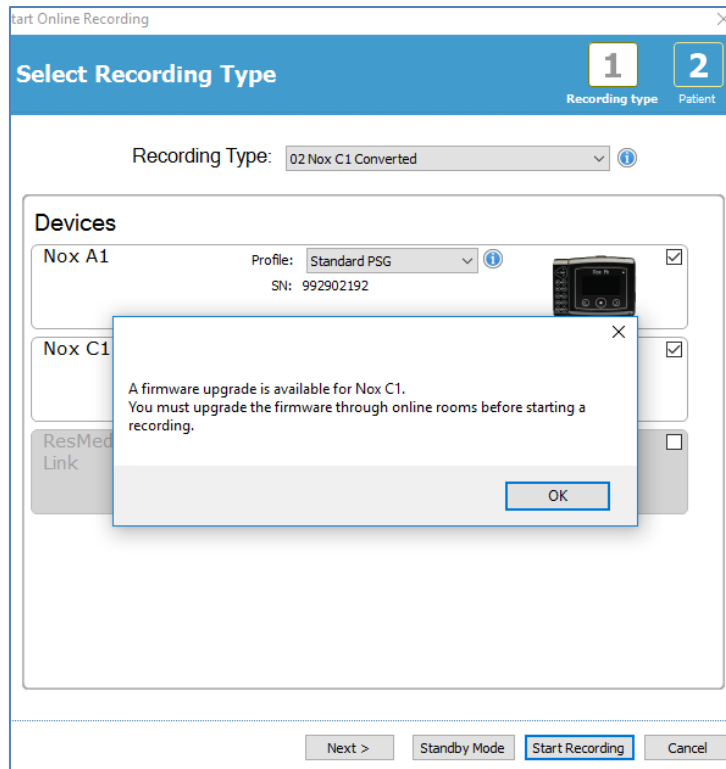 tart Online Recording
Select Recording Type
1
Recording type
2
Patient
Recording Type: 02 Nox C1 Converted
Devices
Nox A1
Profile: Standard PSG
SN: 992902192
Nox C1
A firmware upgrade is available for Nox C1.
You must upgrade the firmware through online rooms before starting a
recording.
OK
ResMed
Link
Next >
Standby Mode
Start Recording
Cancel